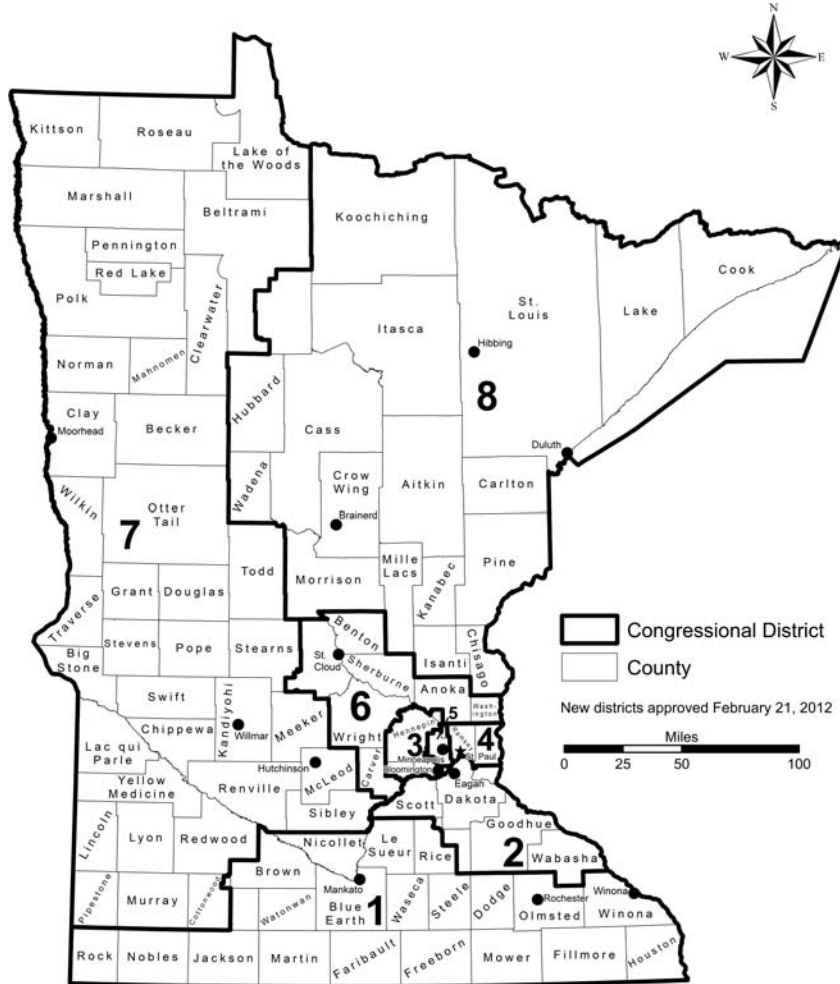 N
W
E
S
Kittson
Roseau
Lake of
the Woods
Marshall
Beltrami
Koochiching
Pennington
Red Lake
Polk
Clearwater
Cook
St.
Louis
Lake
Itasca
Hibbing
Norman
Mahnomen
Hubbard
8
Clay
Moorhead
Becker
Cass
Duluth
Wilkin
Otter
Tail
7
Wadena
Crow
Wing
Brainerd
Aitkin
Carlton
Todd
Morrison
Mille
Lacs
Kanabec
Pine
Traverse
Grant
Douglas
Big
Stone
Stevens
Pope
Stearns
Benton
St.
Cloud
Sherburne
Isanti
Chisago
Congressional District
County
Swift
Kandiyohi
Meeker
6
Wright
Anoka
Wash-
ington
New districts approved February 21, 2012
Chippewa
Willmar
5
Hennepin
3
Ramsey
4
St.
Paul
Minneapolis
Bloomington
Eagan
Miles
0
25
50
100
Lac qui
Parle
Yellow
Medicine
Renville
Hutchinson
McLeod
Carver
Sibley
Scott
Dakota
Goodhue
2
Wabasha
Lincoln
Lyon
Redwood
Nicollet
Le
Sueur
Rice
Brown
Mankato
Pipestone
Murray
Cottonwood
Watonwan
Blue
Earth
1
Waseca
Steele
Dodge
Rochester
Olmsted
Winona
Winona
Rock
Nobles
Jackson
Martin
Faribault
Freeborn
Mower
Fillmore
Houston